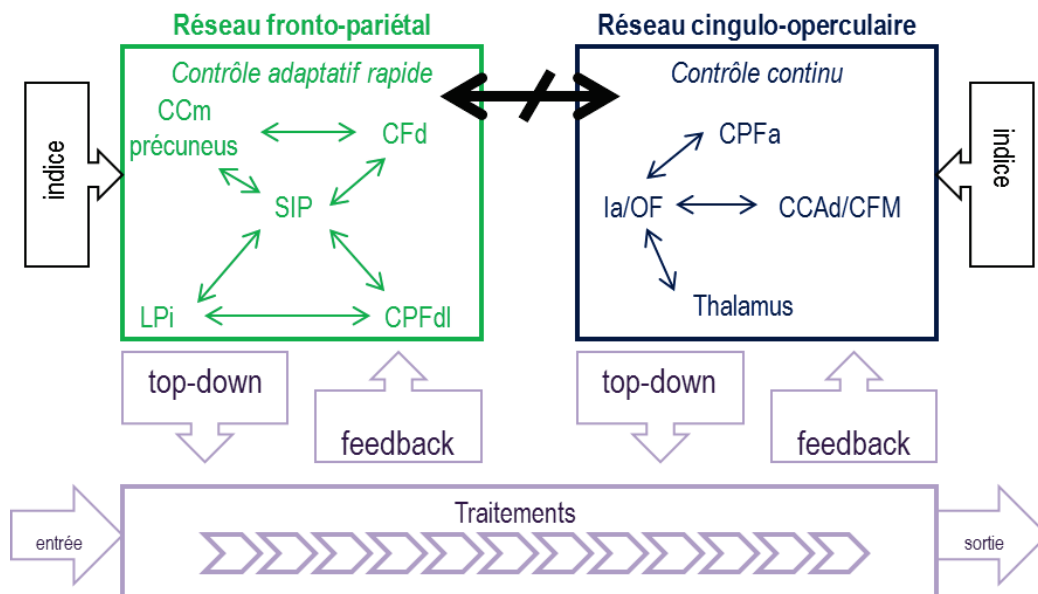 Réseau fronto-pariétal
Réseau cingulo-operculaire
Contrôle adaptatif rapide
Contrôle continu
CCm
précuneus
CFd
CPFa
indice
SIP
Ia/OF
CCAd/CFM
indice
LPi
CPFdl
Thalamus
top-down
feedback
top-down
feedback
Traitements
entrée
sortie